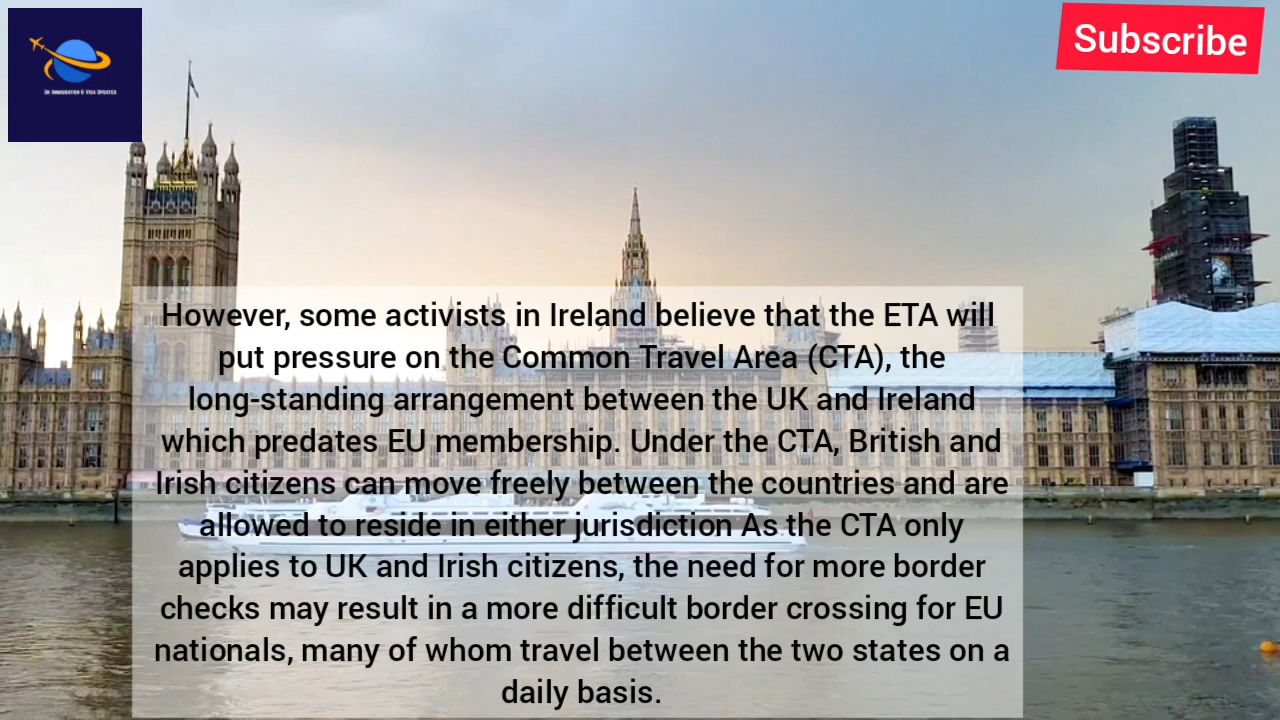 UK IMMIGRATION & VISA UPDATES
Subscribe
However, some activists in Ireland believe that the ETA will
put pressure on the Common Travel Area (CTA), the
long-standing arrangement between the UK and Ireland
which predates EU membership. Under the CTA, British and
Irish citizens can move freely between the countries and are
allowed to reside in either jurisdiction As the CTA only
applies to UK and Irish citizens, the need for more border
checks may result in a more difficult border crossing for EU
nationals, many of whom travel between the two states on a
daily basis.